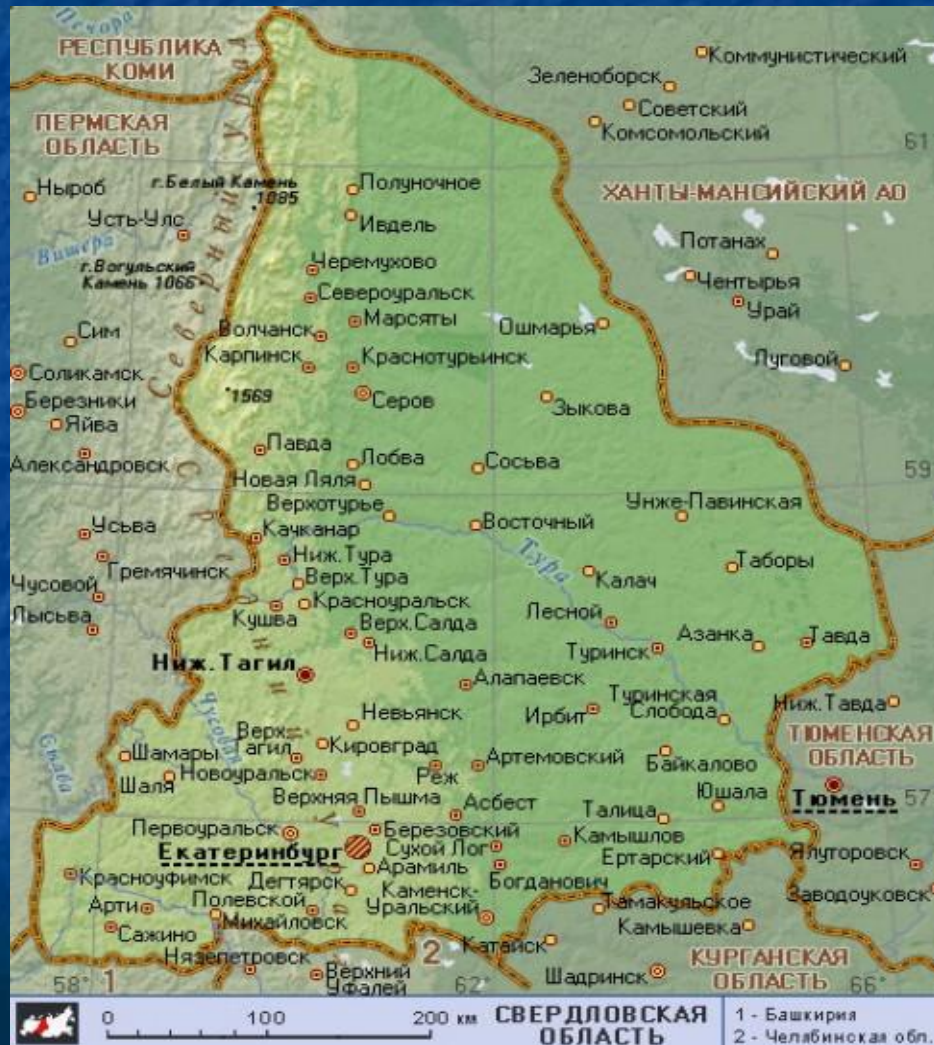 Печора
РЕСПУБЛИКА
КОМИ
Коммунистический
Зеленоборск
Советский
Комсомольский
ПЕРМСКАЯ
ОБЛАСТЬ
61
Ныроб
г.Белый Камень
1085
Полуночное
ХАНТЫ-МАНСИЙСКИЙ АО
Ивдель
Усть-Улс
Вишера
Потанах
г.Вогульский
Камень 1066
Черемухово
Чентырья
Североуральск
Урай
Северный Урал
Марсяты
Сим
Волчанск
Ошмарья
Карпинск
Краснотурьинск
Луговой
Соликамск
1569
Серов
Березники
Зыкова
Яйва
Павда
Александровск
Лобва
Сосьва
59
Новая Ляля
Верхотурье
Унже-Павинская
Усьва
Качканар
Восточный
Гремячинск
Ниж.Тура
Тура
Таборы
Чусовой
Верх.Тура
Калач
Лысьва
Красноуральск
Кушва
Лесной
Верх.Салда
Азанка
Тавда
Ниж.Салда
Туринск
Ниж.Тагил
Алапаевск
Чусовая
Туринская
Слобода
Ниж.Тавда
Ирбит
Невьянск
Верх.
Тагил
Кировград
ТЮМЕНСКАЯ
ОБЛАСТЬ
Сылва
Шамары
Артемовский
Байкалово
Шаля
Новоуральск
Реж
Юшала
57
Верхняя Пышма
Асбест
Талица
Тюмень
Первоуральск
Березовский
Камышлов
Екатеринбург
Сухой Лог
Ертарский
Арамиль
Богданович
Ялуторовск
Красноуфимск
Дегтярск
Каменск-
Уральский
Заводоуковск
Арти
Полевской
Тамакульское
Михайловск
Камышевка
Сажино
2
Катайск
КУРГАНСКАЯ
ОБЛАСТЬ
Нязепетровск
Верхний
Уфалей
Шадринск
58°
1
62°
66°
0 100 200 км
СВЕРДЛОВСКАЯ
ОБЛАСТЬ
1 - Башкирия
2 - Челябинская обл.